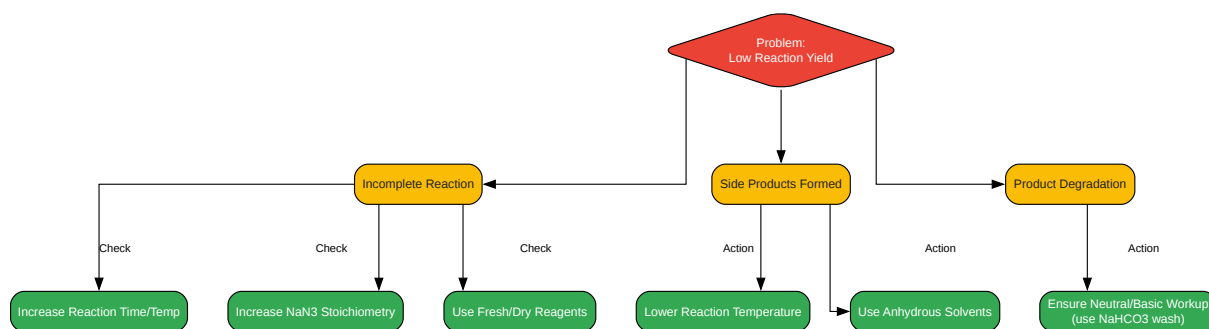 Problem:
Low Reaction Yield
Incomplete Reaction
Side Products Formed
Product Degradation
Check
Check
Check
Action
Action
Action
Increase Reaction Time/Temp
Increase NaN3 Stoichiometry
Use Fresh/Dry Reagents
Lower Reaction Temperature
Use Anhydrous Solvents
Ensure Neutral/Basic Workup
(use NaHCO3 wash)